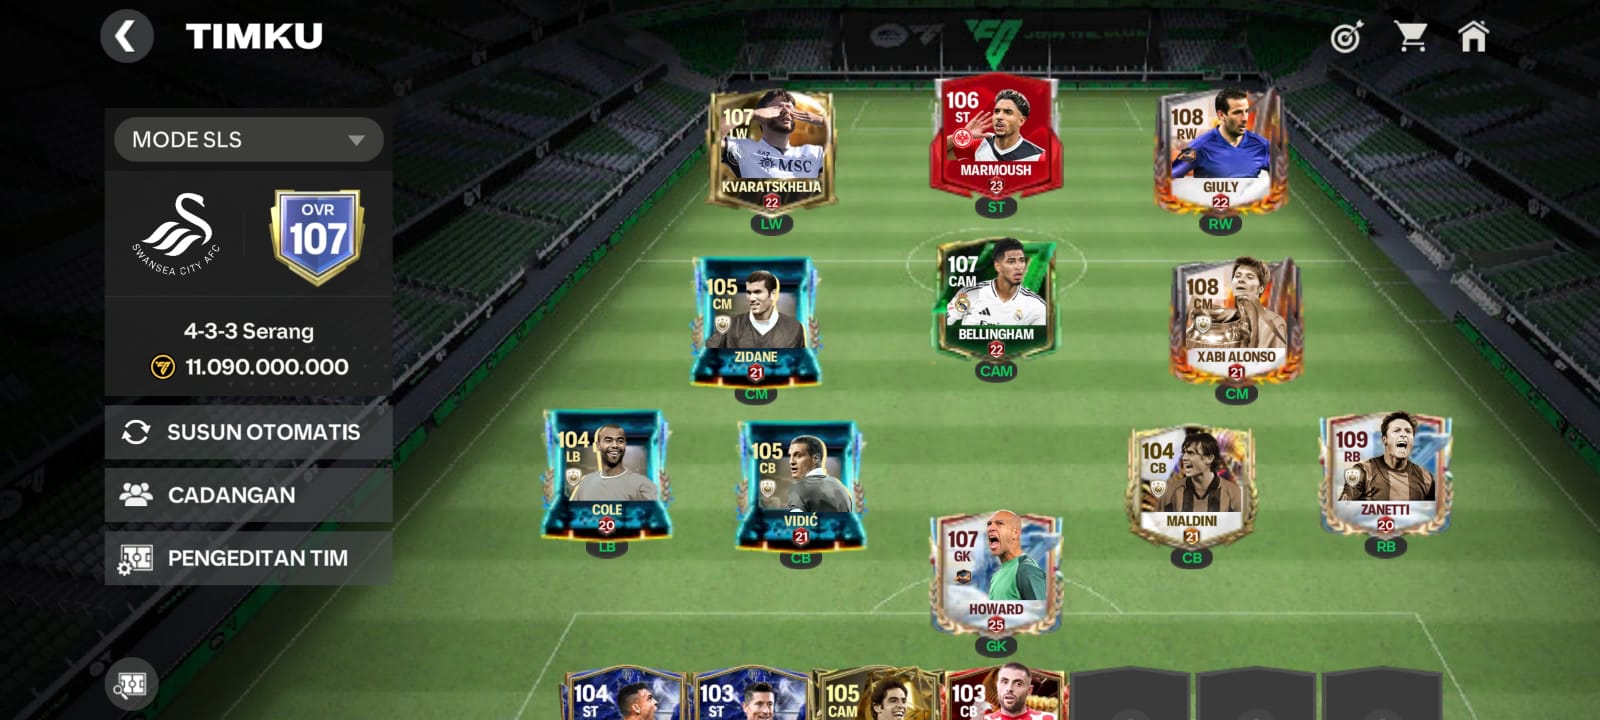 TIMKU
MODE SLS
SWANSEA CITY AFC
OVR
107
4-3-3 Serang
11.090.000.000
SUSUN OTOMATIS
CADANGAN
PENGEDITAN TIM
107
LW
MSC
KVARATSKHELIA
22
LW
106
ST
MARMOUSH
23
ST
108
RW
GIULY
22
RW
105
CM
ZIDANE
21
CM
107
CAM
BELLINGHAM
22
CAM
108
CM
XABI ALONSO
21
CM
104
LB
COLE
20
LB
105
CB
VIDIĆ
21
CB
107
GK
HOWARD
25
GK
104
CB
MALDINI
21
CB
109
RB
ZANETTI
20
RB
104
ST
103
ST
105
CAM
103
CB